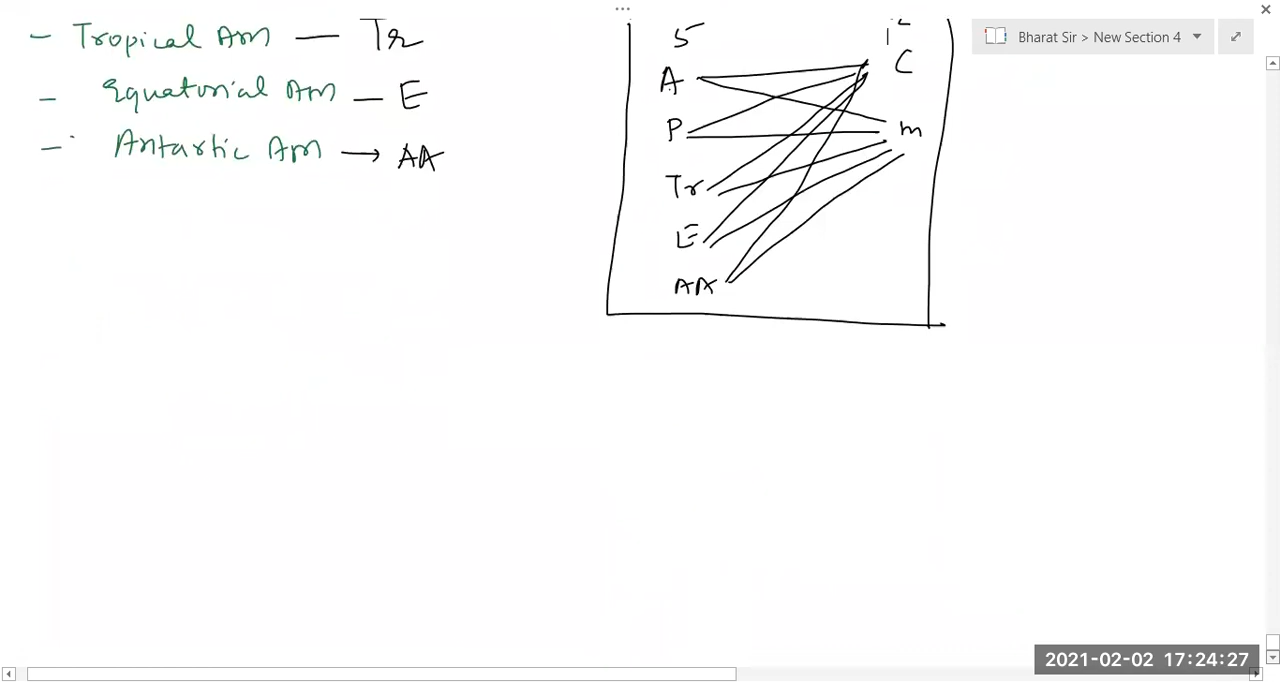 - Tropical Am — Tr
- Equatorial Am — E
- Antartic Am → AA
5
A
P
Tr
E
AA
C
m
Bharat Sir > New Section 4
2021-02-02 17:24:27